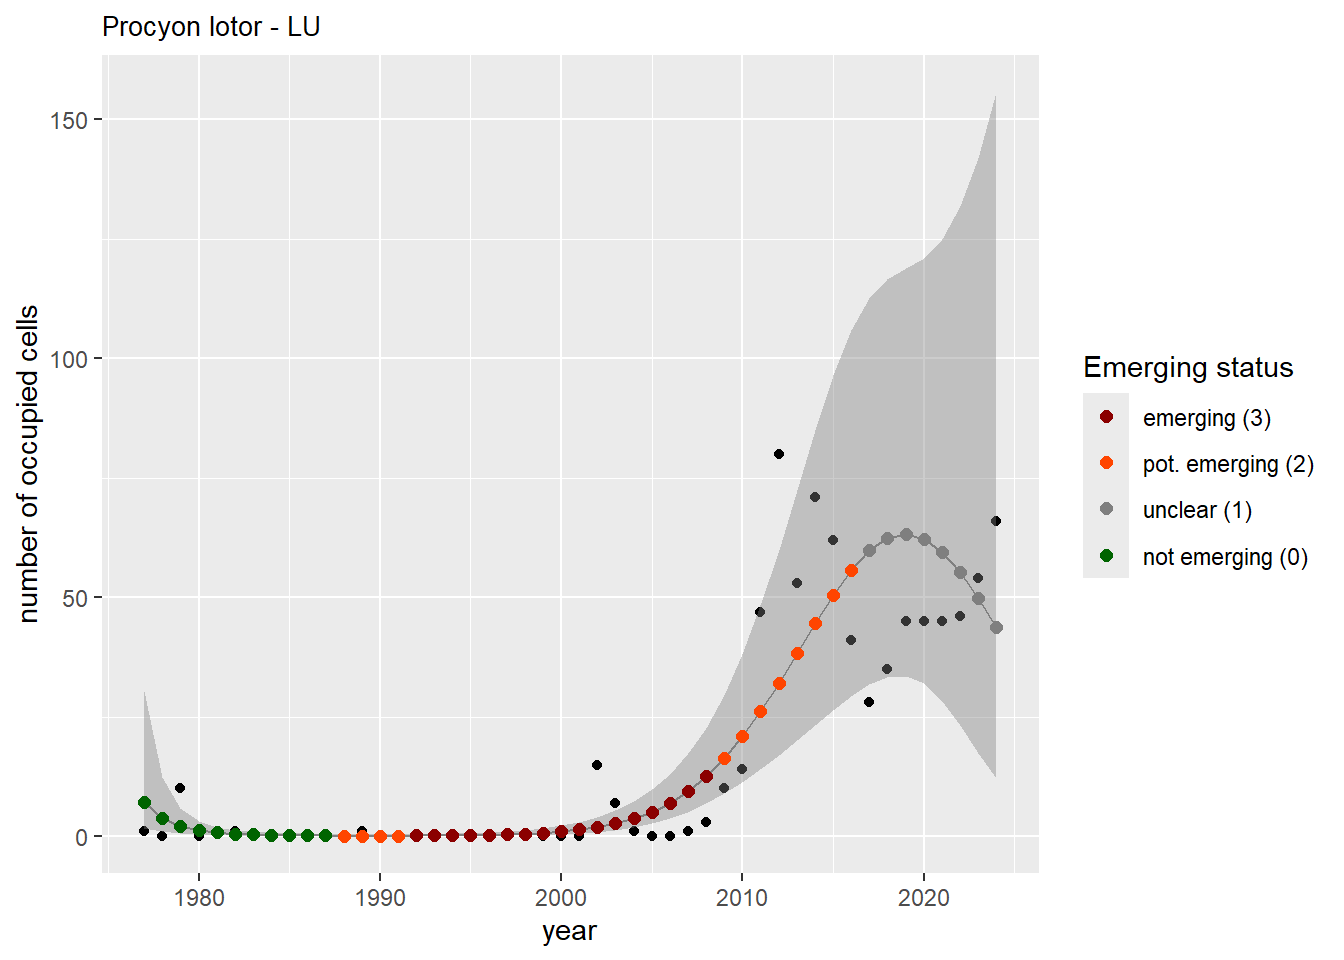 Procyon lotor - LU
150
100
50
0
number of occupied cells
1980
1990
2000
2010
2020
year
Emerging status
emerging (3)
pot. emerging (2)
unclear (1)
not emerging (0)